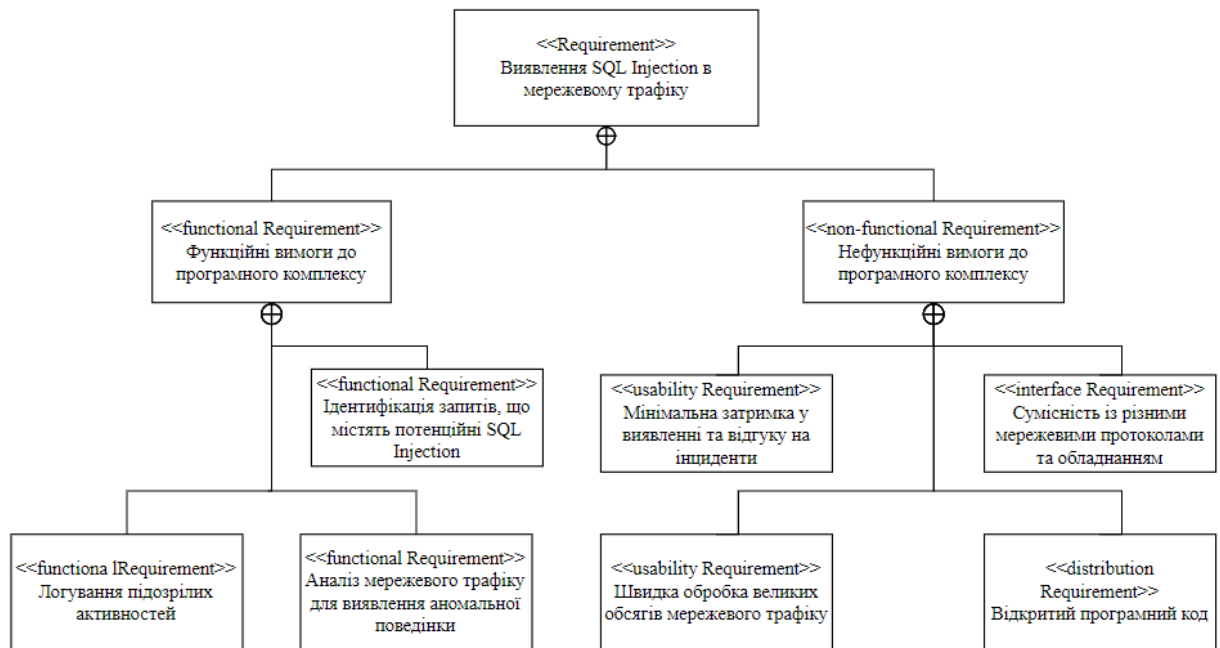 <<Requirement>>
Виявлення SQL Injection в
мережевому трафіку
<<functional Requirement>>
Функційні вимоги до
програмного комплексу
<<non-functional Requirement>>
Нефункційні вимоги до
програмного комплексу
<<functional Requirement>>
Ідентифікація запитів, що
містять потенційні SQL
Injection
<<usability Requirement>>
Мінімальна затримка у
виявленні та відгуку на
інциденти
<<interface Requirement>>
Сумісність із різними
мережевими протоколами
та обладнанням
<<functiona lRequirement>>
Логування підозрілих
активностей
<<functional Requirement>>
Аналіз мережевого трафіку
для виявлення аномальної
поведінки
<<usability Requirement>>
Швидка обробка великих
обсягів мережевого трафіку
<<distribution
Requirement>>
Відкритий програмний код